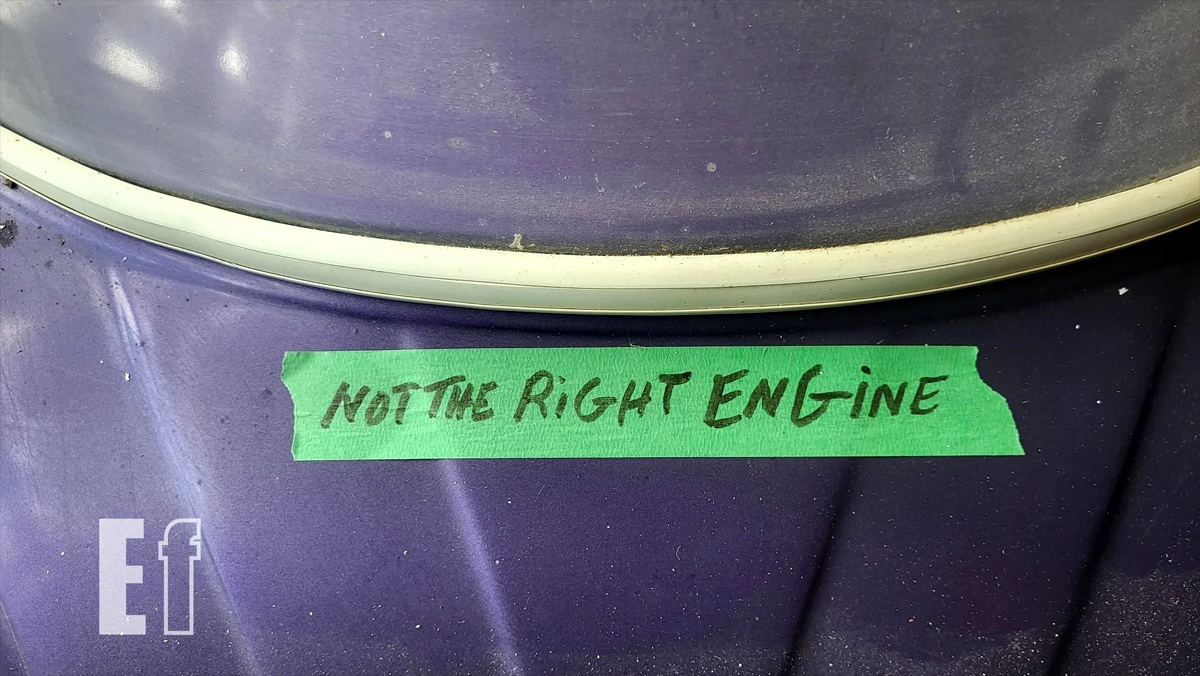 NOT THE RiGHT ENGiNE
Ef